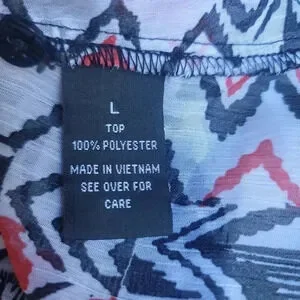 L
TOP
100% POLYESTER
MADE IN VIETNAM
SEE OVER FOR
CARE